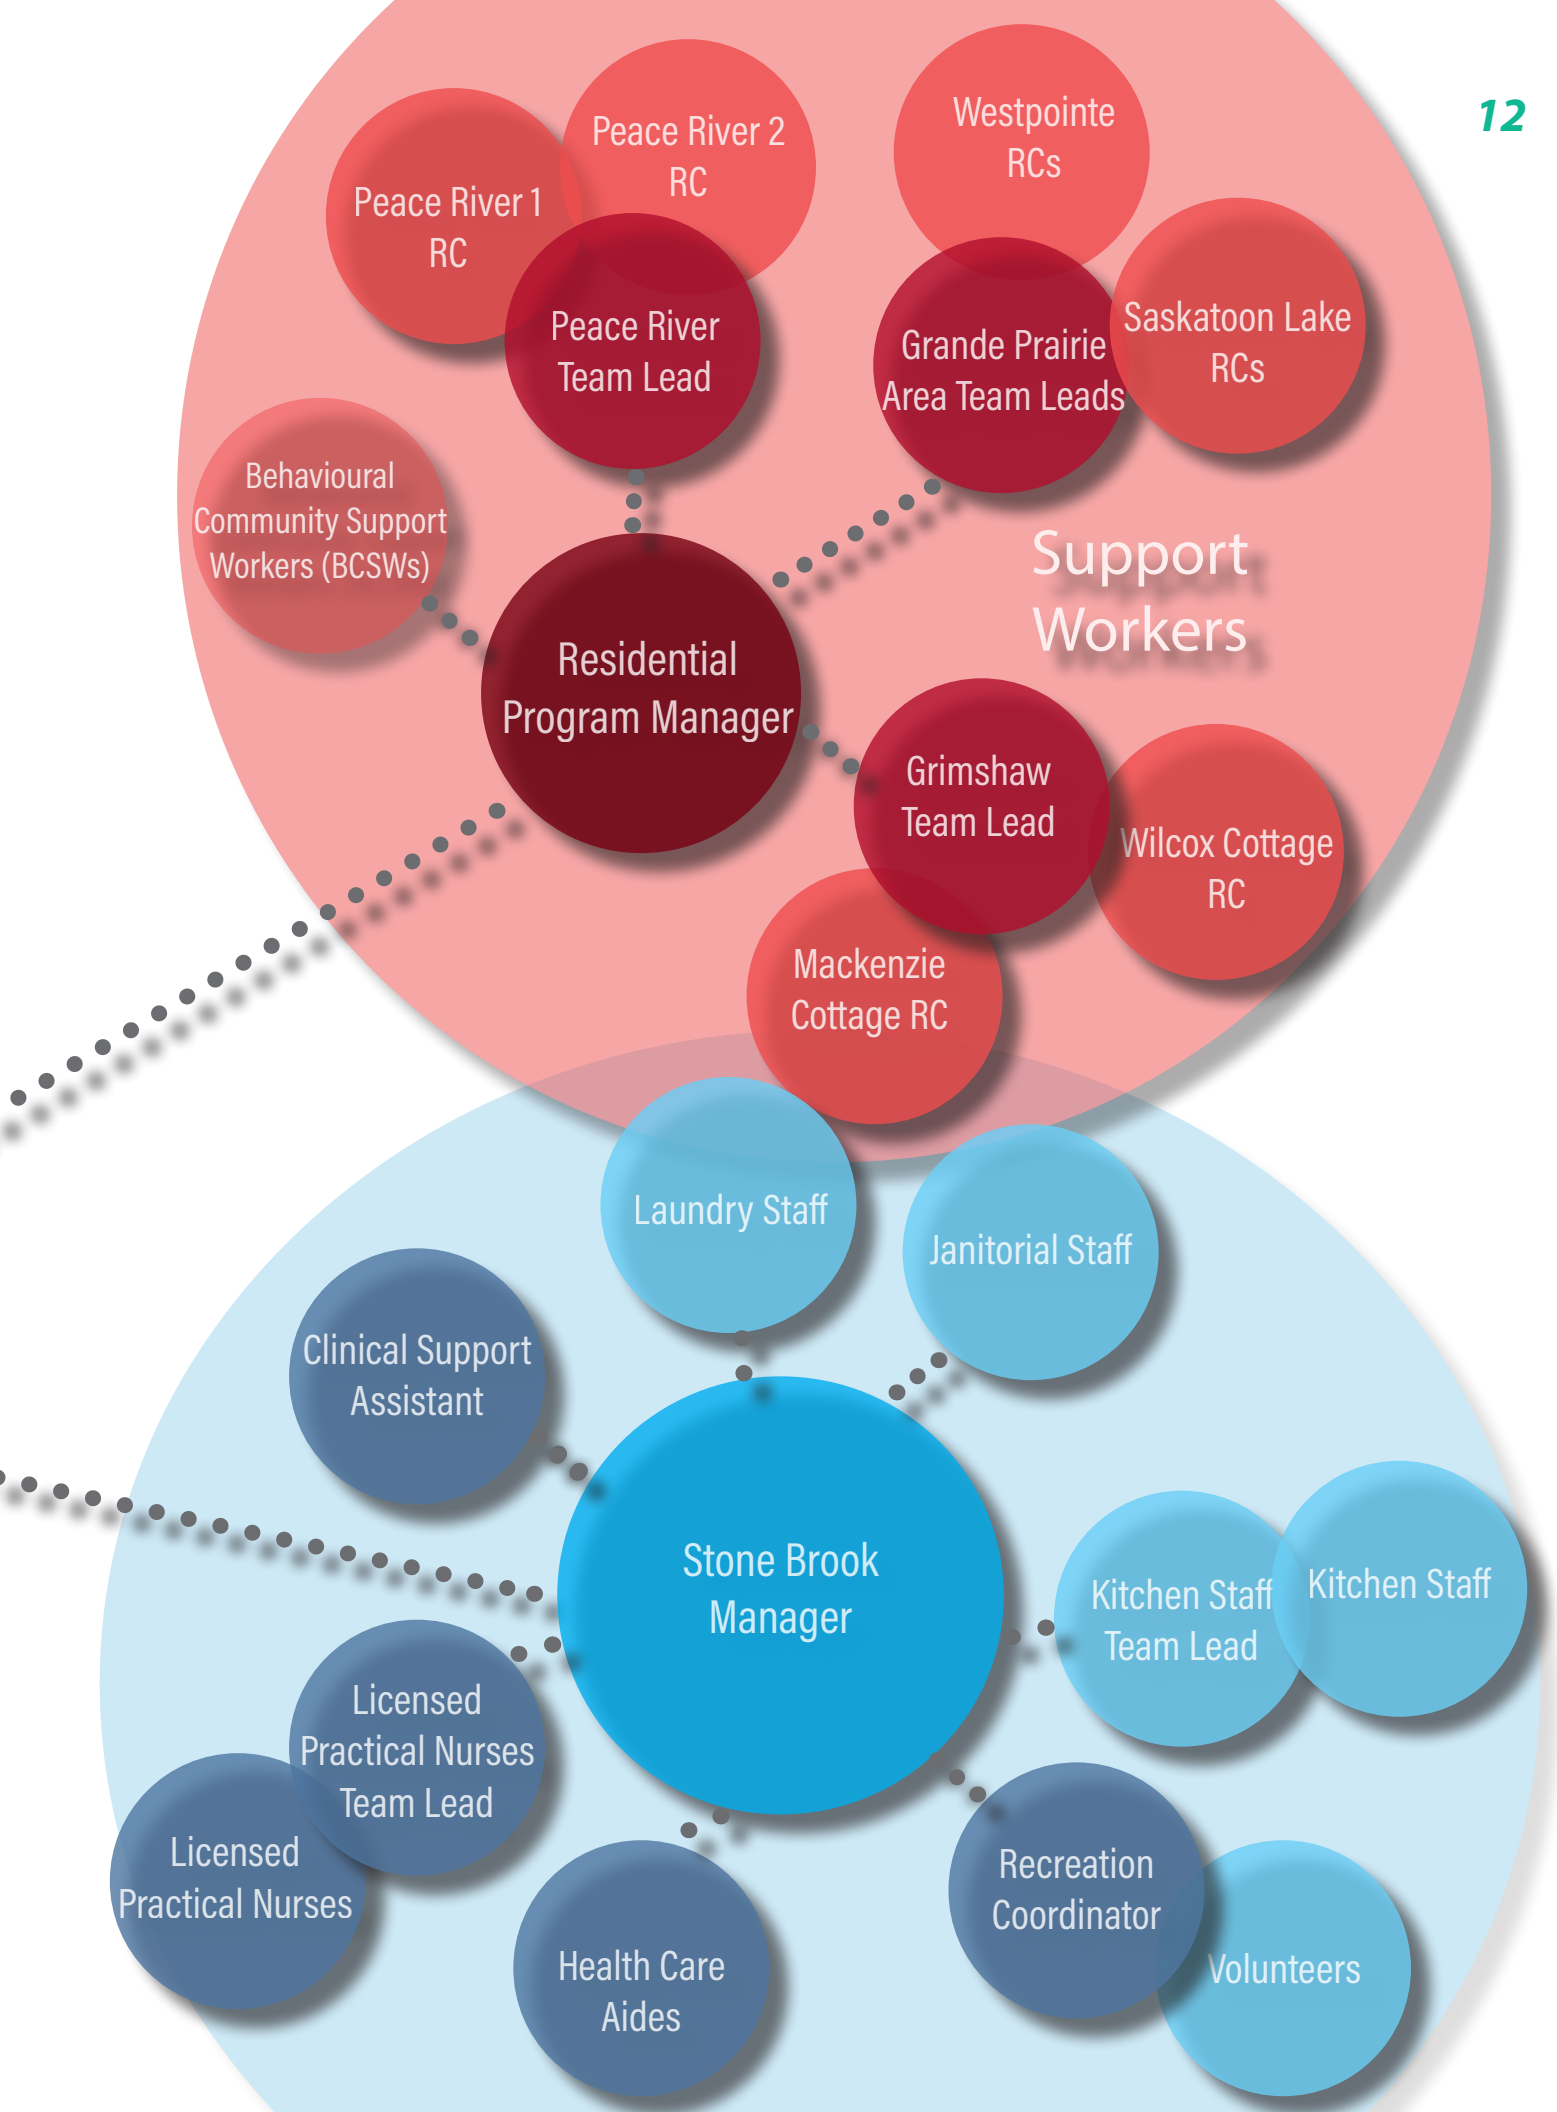 12
Peace River 1
RC
Peace River 2
RC
Westpointe
RCs
Peace River
Team Lead
Grande Prairie
Area Team Leads
Saskatoon Lake
RCs
Behavioural
Community Support
Workers (BCSWs)
Support
Workers
Residential
Program Manager
Grimshaw
Team Lead
Wilcox Cottage
RC
Mackenzie
Cottage RC
Laundry Staff
Janitorial Staff
Clinical Support
Assistant
Stone Brook
Manager
Kitchen Staff
Team Lead
Kitchen Staff
Licensed
Practical Nurses
Team Lead
Licensed
Practical Nurses
Health Care
Aides
Recreation
Coordinator
Volunteers